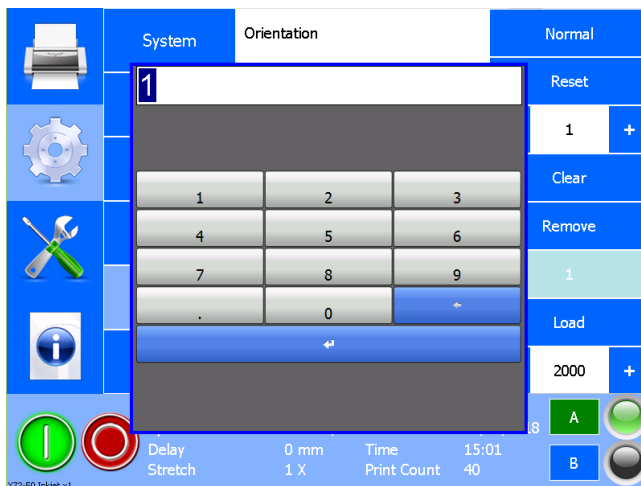 System
Orientation
Normal
Reset
1
1
+
Clear
1
2
3
4
5
6
Remove
7
8
9
1
.
0
Load
2000
+
A
Delay
0 mm
Time
15:01
Stretch
1 X
Print Count
40
B